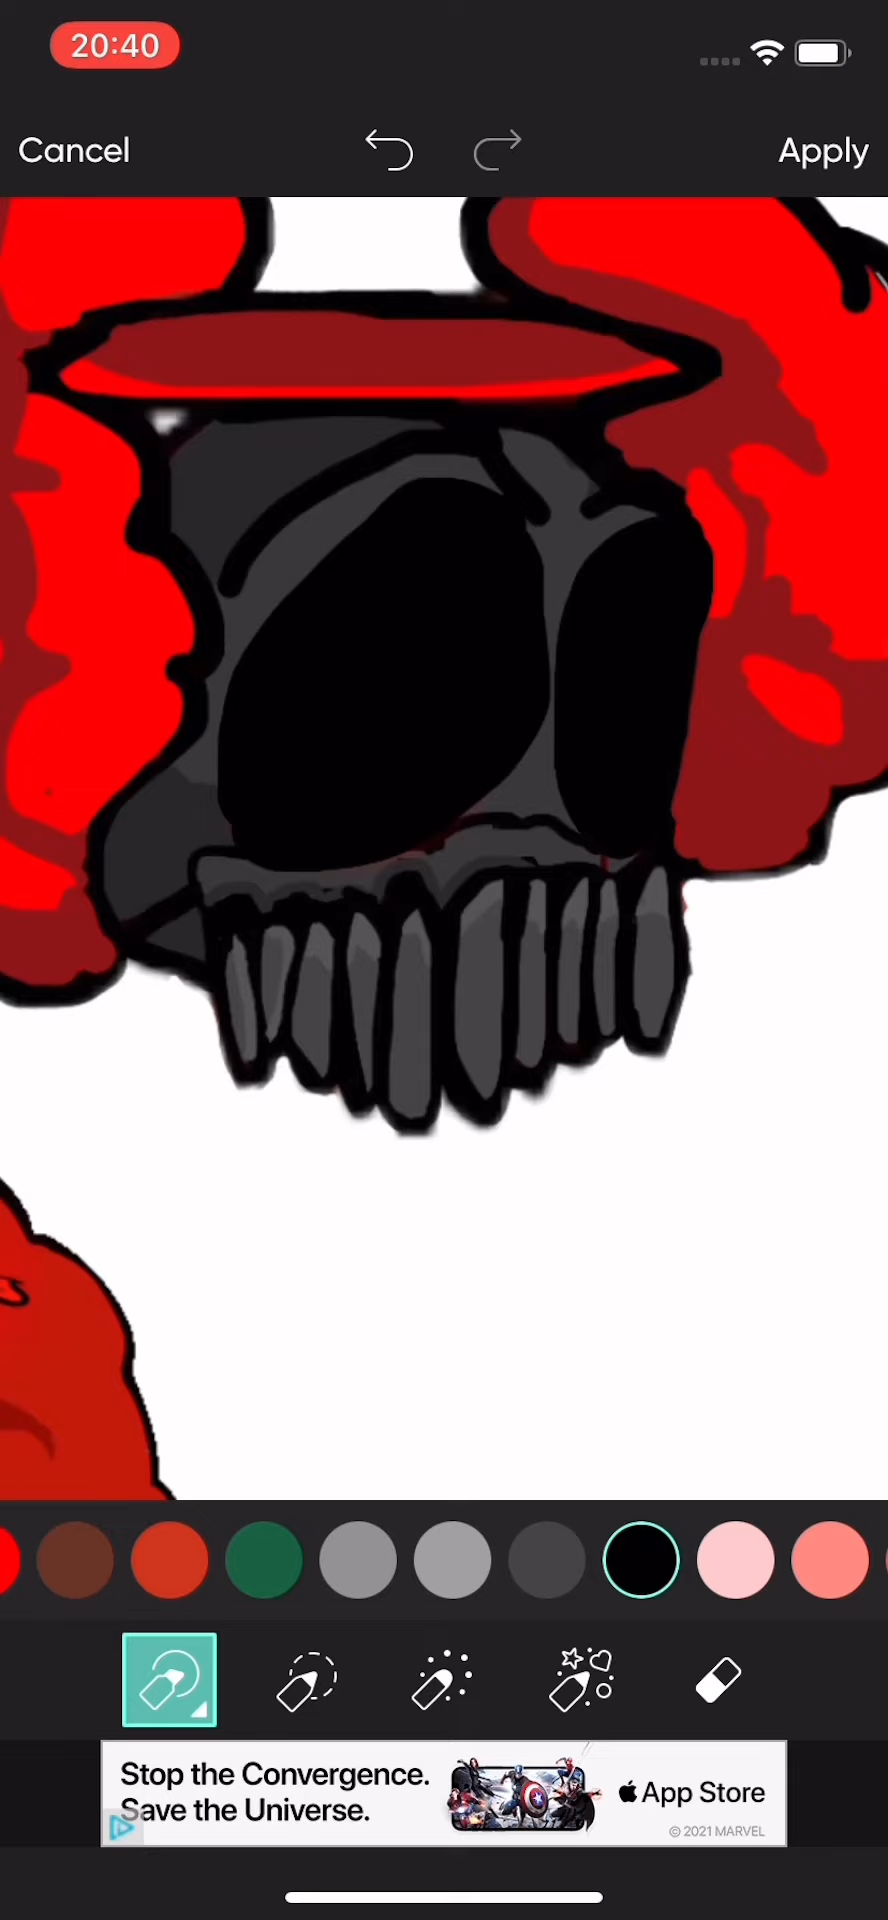 20:40
Cancel
Apply
Stop the Convergence.
Save the Universe.
App Store
© 2021 MARVEL